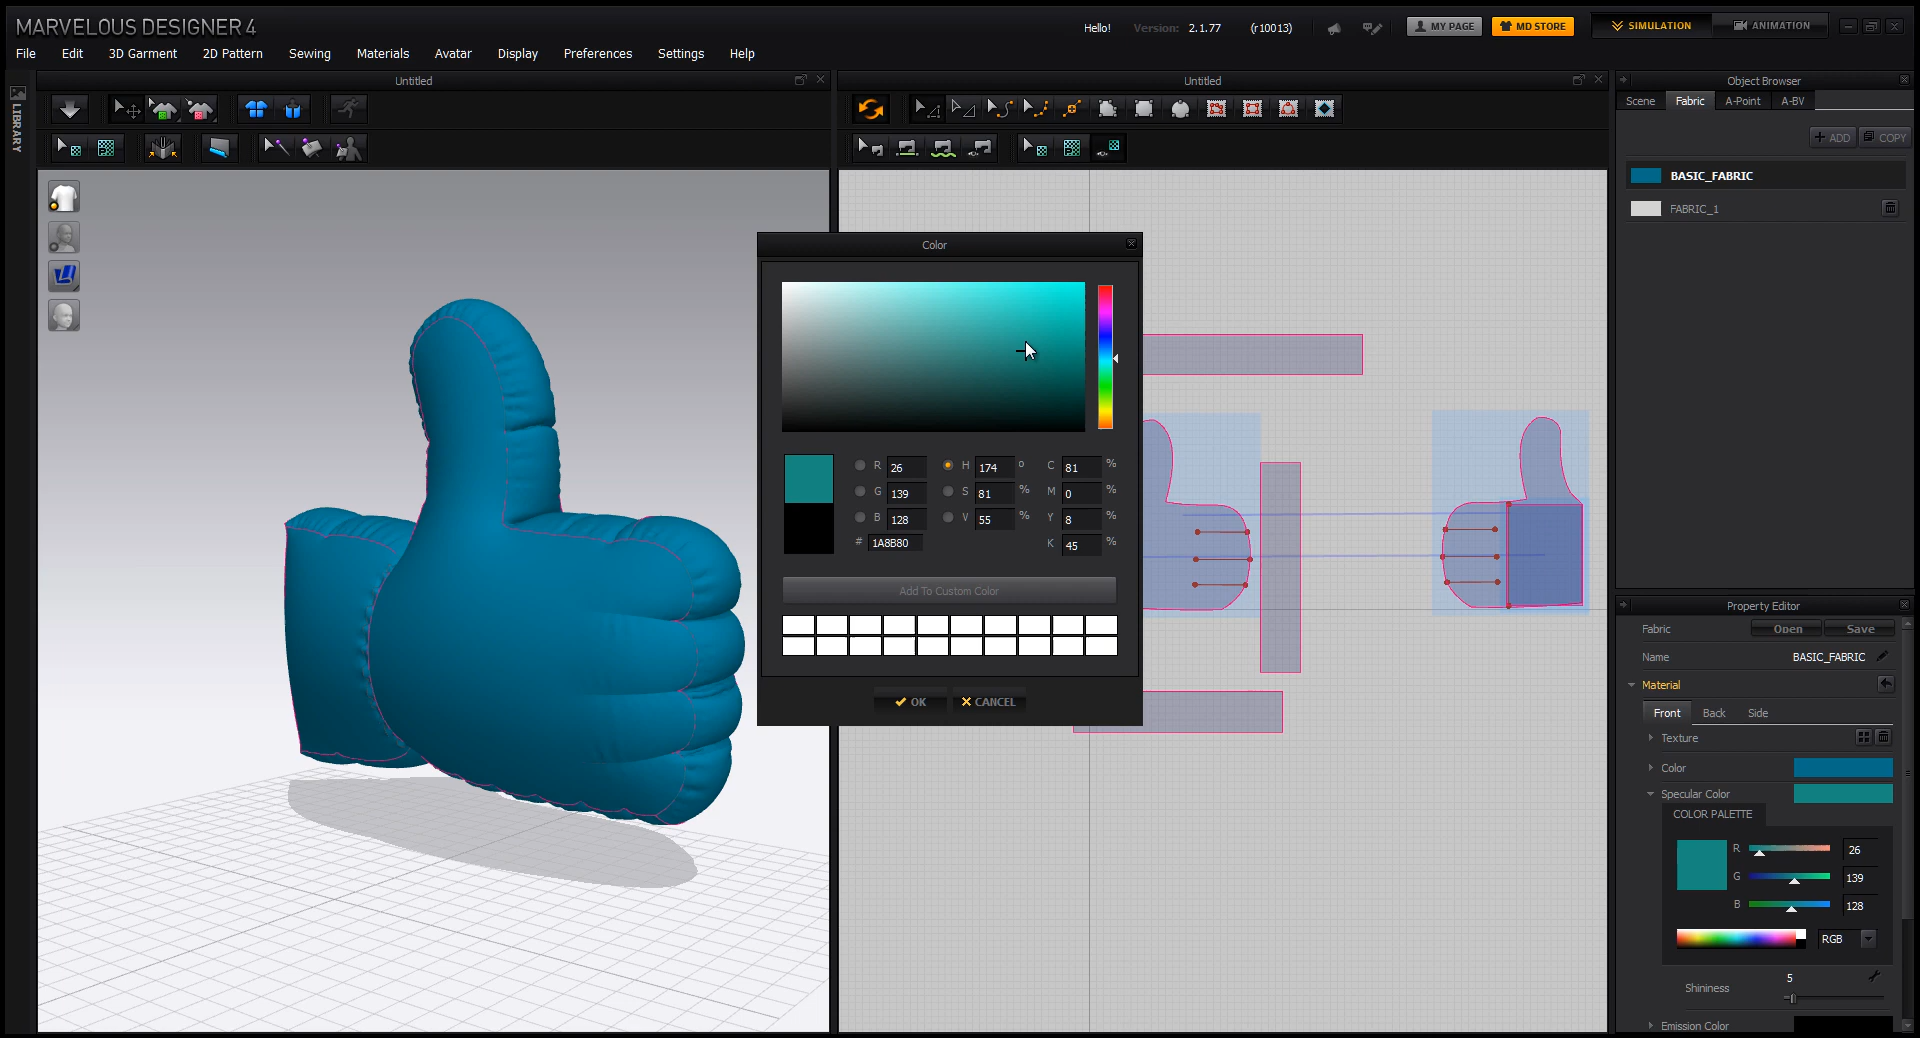 MARVELOUS DESIGNER 4
Hello! Version: 2.1.77 (r10013)
MY PAGE
MD STORE
SIMULATION
ANIMATION
File Edit 3D Garment 2D Pattern Sewing Materials Avatar Display Preferences Settings Help
LIBRARY
Untitled
Untitled
Object Browser
Scene Fabric A-Point A-BV
+ ADD COPY
BASIC_FABRIC
FABRIC_1
Color
R 26 H 174 o C 81 %
G 139 S 81 % M 0 %
B 128 V 55 % Y 8 %
# 1A8B80 K 45 %
Add To Custom Color
OK CANCEL
Property Editor
Fabric Open Save
Name BASIC_FABRIC
Material
Front Back Side
Texture
Color
Specular Color
COLOR PALETTE
R 26
G 139
B 128
RGB
5
Shininess
Emission Color